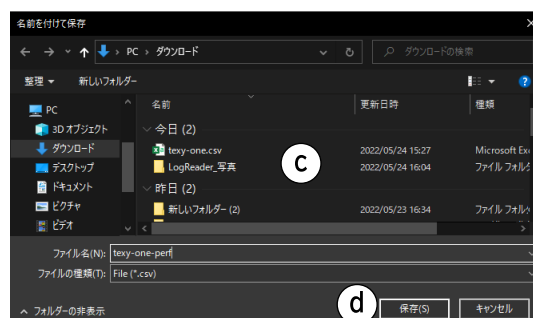 名前を付けて保存
PC › ダウンロード
ダウンロードの検索
整理 新しいフォルダー
名前 更新日時 種類
PC
3D オブジェクト
ダウンロード
デスクトップ
ドキュメント
ピクチャ
ビデオ
今日 (2)
texy-one.csv 2022/05/24 15:27 Microsoft Ex
LogReader_写真 2022/05/24 16:04 ファイル フォル
昨日 (2)
新しいフォルダー (2) 2022/05/23 16:34 ファイル フォル
c
ファイル名(N): texy-one-perf
ファイルの種類(T): File (*.csv)
フォルダーの非表示
d
保存(S) キャンセル